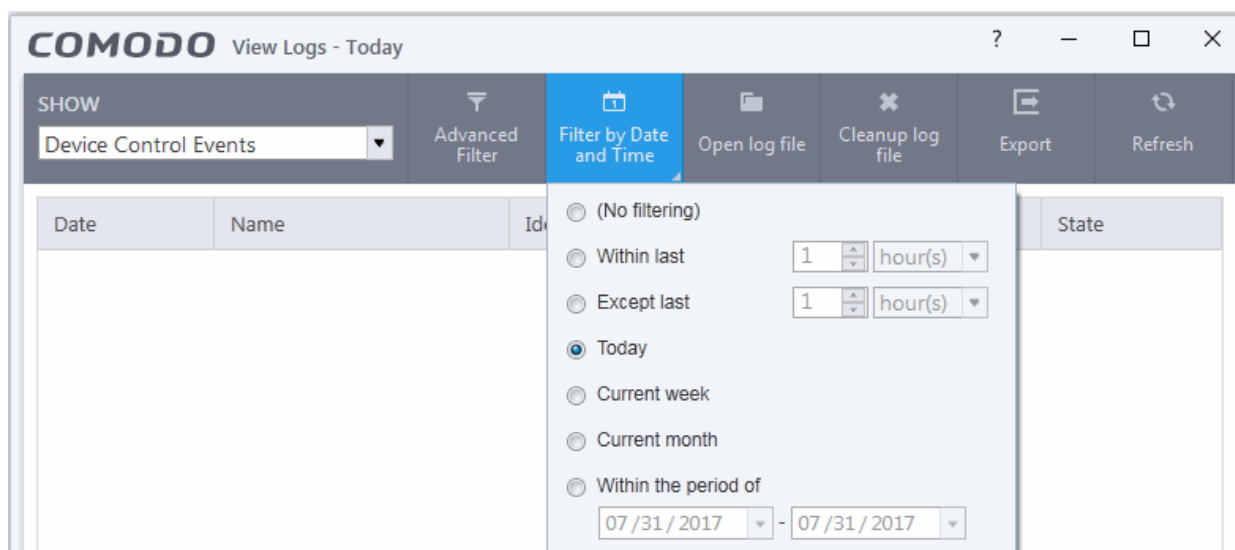 COMODO View Logs - Today ?
SHOW
Device Control Events
Advanced
Filter
Filter by Date
and Time
Open log file
Cleanup log
file
Export
Refresh
Date Name State
(No filtering)
Within last 1 hour(s)
Except last 1 hour(s)
Today
Current week
Current month
Within the period of
07/31/2017 - 07/31/2017